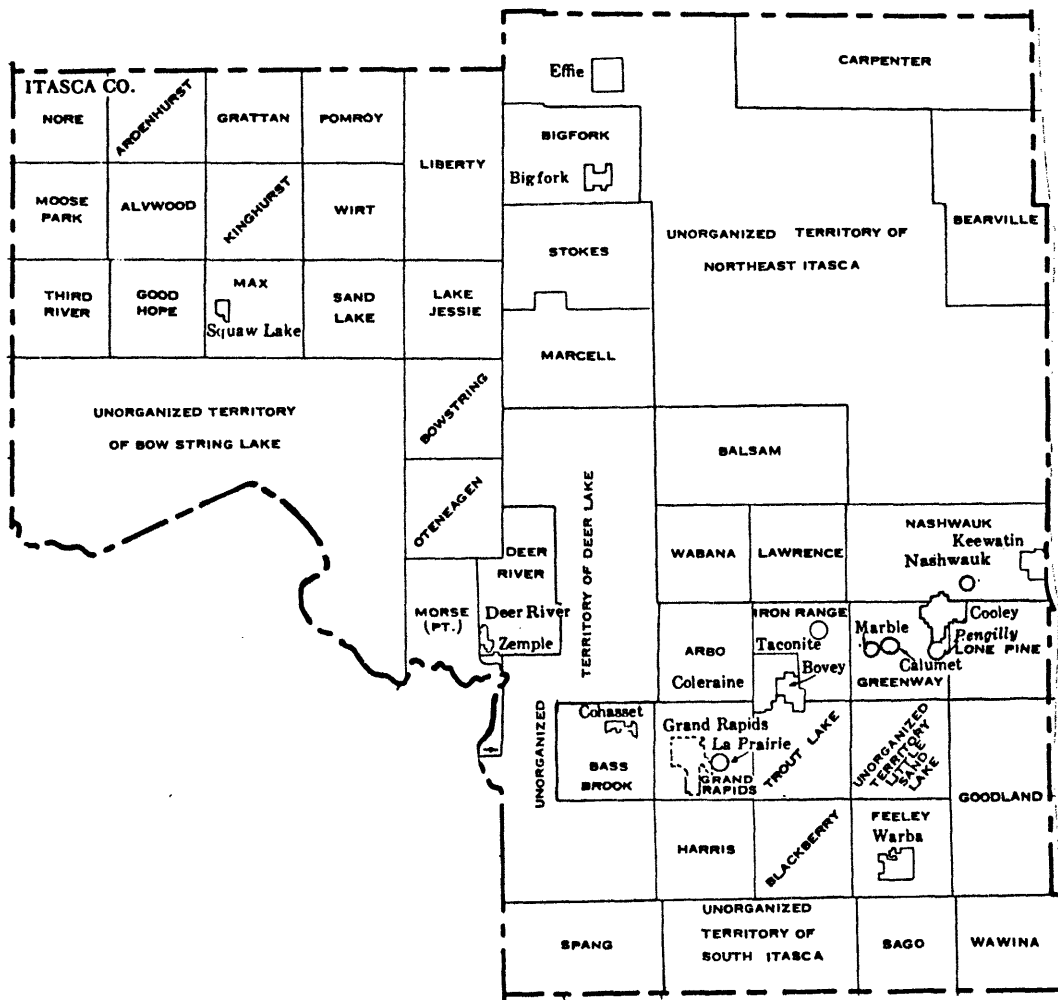 ITASCA CO.
NORE
ARDENHURST
GRATTAN
POMROY
LIBERTY
Effie
CARPENTER
BIGFORK
Bigfork
MOOSE
PARK
ALVWOOD
KINGHURST
WIRT
STOKES
UNORGANIZED TERRITORY OF
NORTHEAST ITASCA
BEARVILLE
THIRD
RIVER
GOOD
HOPE
MAX
Squaw Lake
SAND
LAKE
LAKE
JESSIE
MARCELL
UNORGANIZED TERRITORY
OF BOW STRING LAKE
BOWSTRING
BALSAM
OTENEAGEN
DEER
RIVER
UNORGANIZED
TERRITORY OF DEER LAKE
WABANA
LAWRENCE
NASHWAUK
Keewatin
Nashwauk
MORSE
(PT.)
Deer River
Zemple
ARBO
Coleraine
IRON RANGE
Taconite
Bovey
Marble
Calumet
GREENWAY
Cooley
Pengilly
LONE PINE
Cohasset
BASS
BROOK
Grand Rapids
La Prairie
GRAND
RAPIDS
TROUT LAKE
UNORGANIZED
TERRITORY
LITTLE
SAND
LAKE
GOODLAND
HARRIS
BLACKBERRY
FEELEY
Warba
SPANG
UNORGANIZED
TERRITORY OF
SOUTH ITASCA
SAGO
WAWINA